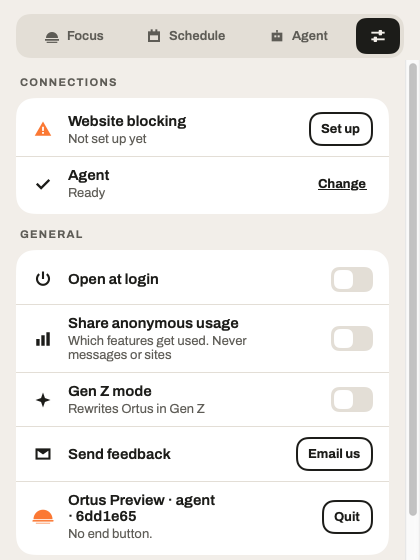 Focus
Schedule
Agent
CONNECTIONS
Website blocking
Not set up yet
Set up
Agent
Ready
Change
GENERAL
Open at login
Share anonymous usage
Which features get used. Never
messages or sites
Gen Z mode
Rewrites Ortus in Gen Z
Send feedback
Email us
Ortus Preview · agent
· 6dd1e65
No end button.
Quit